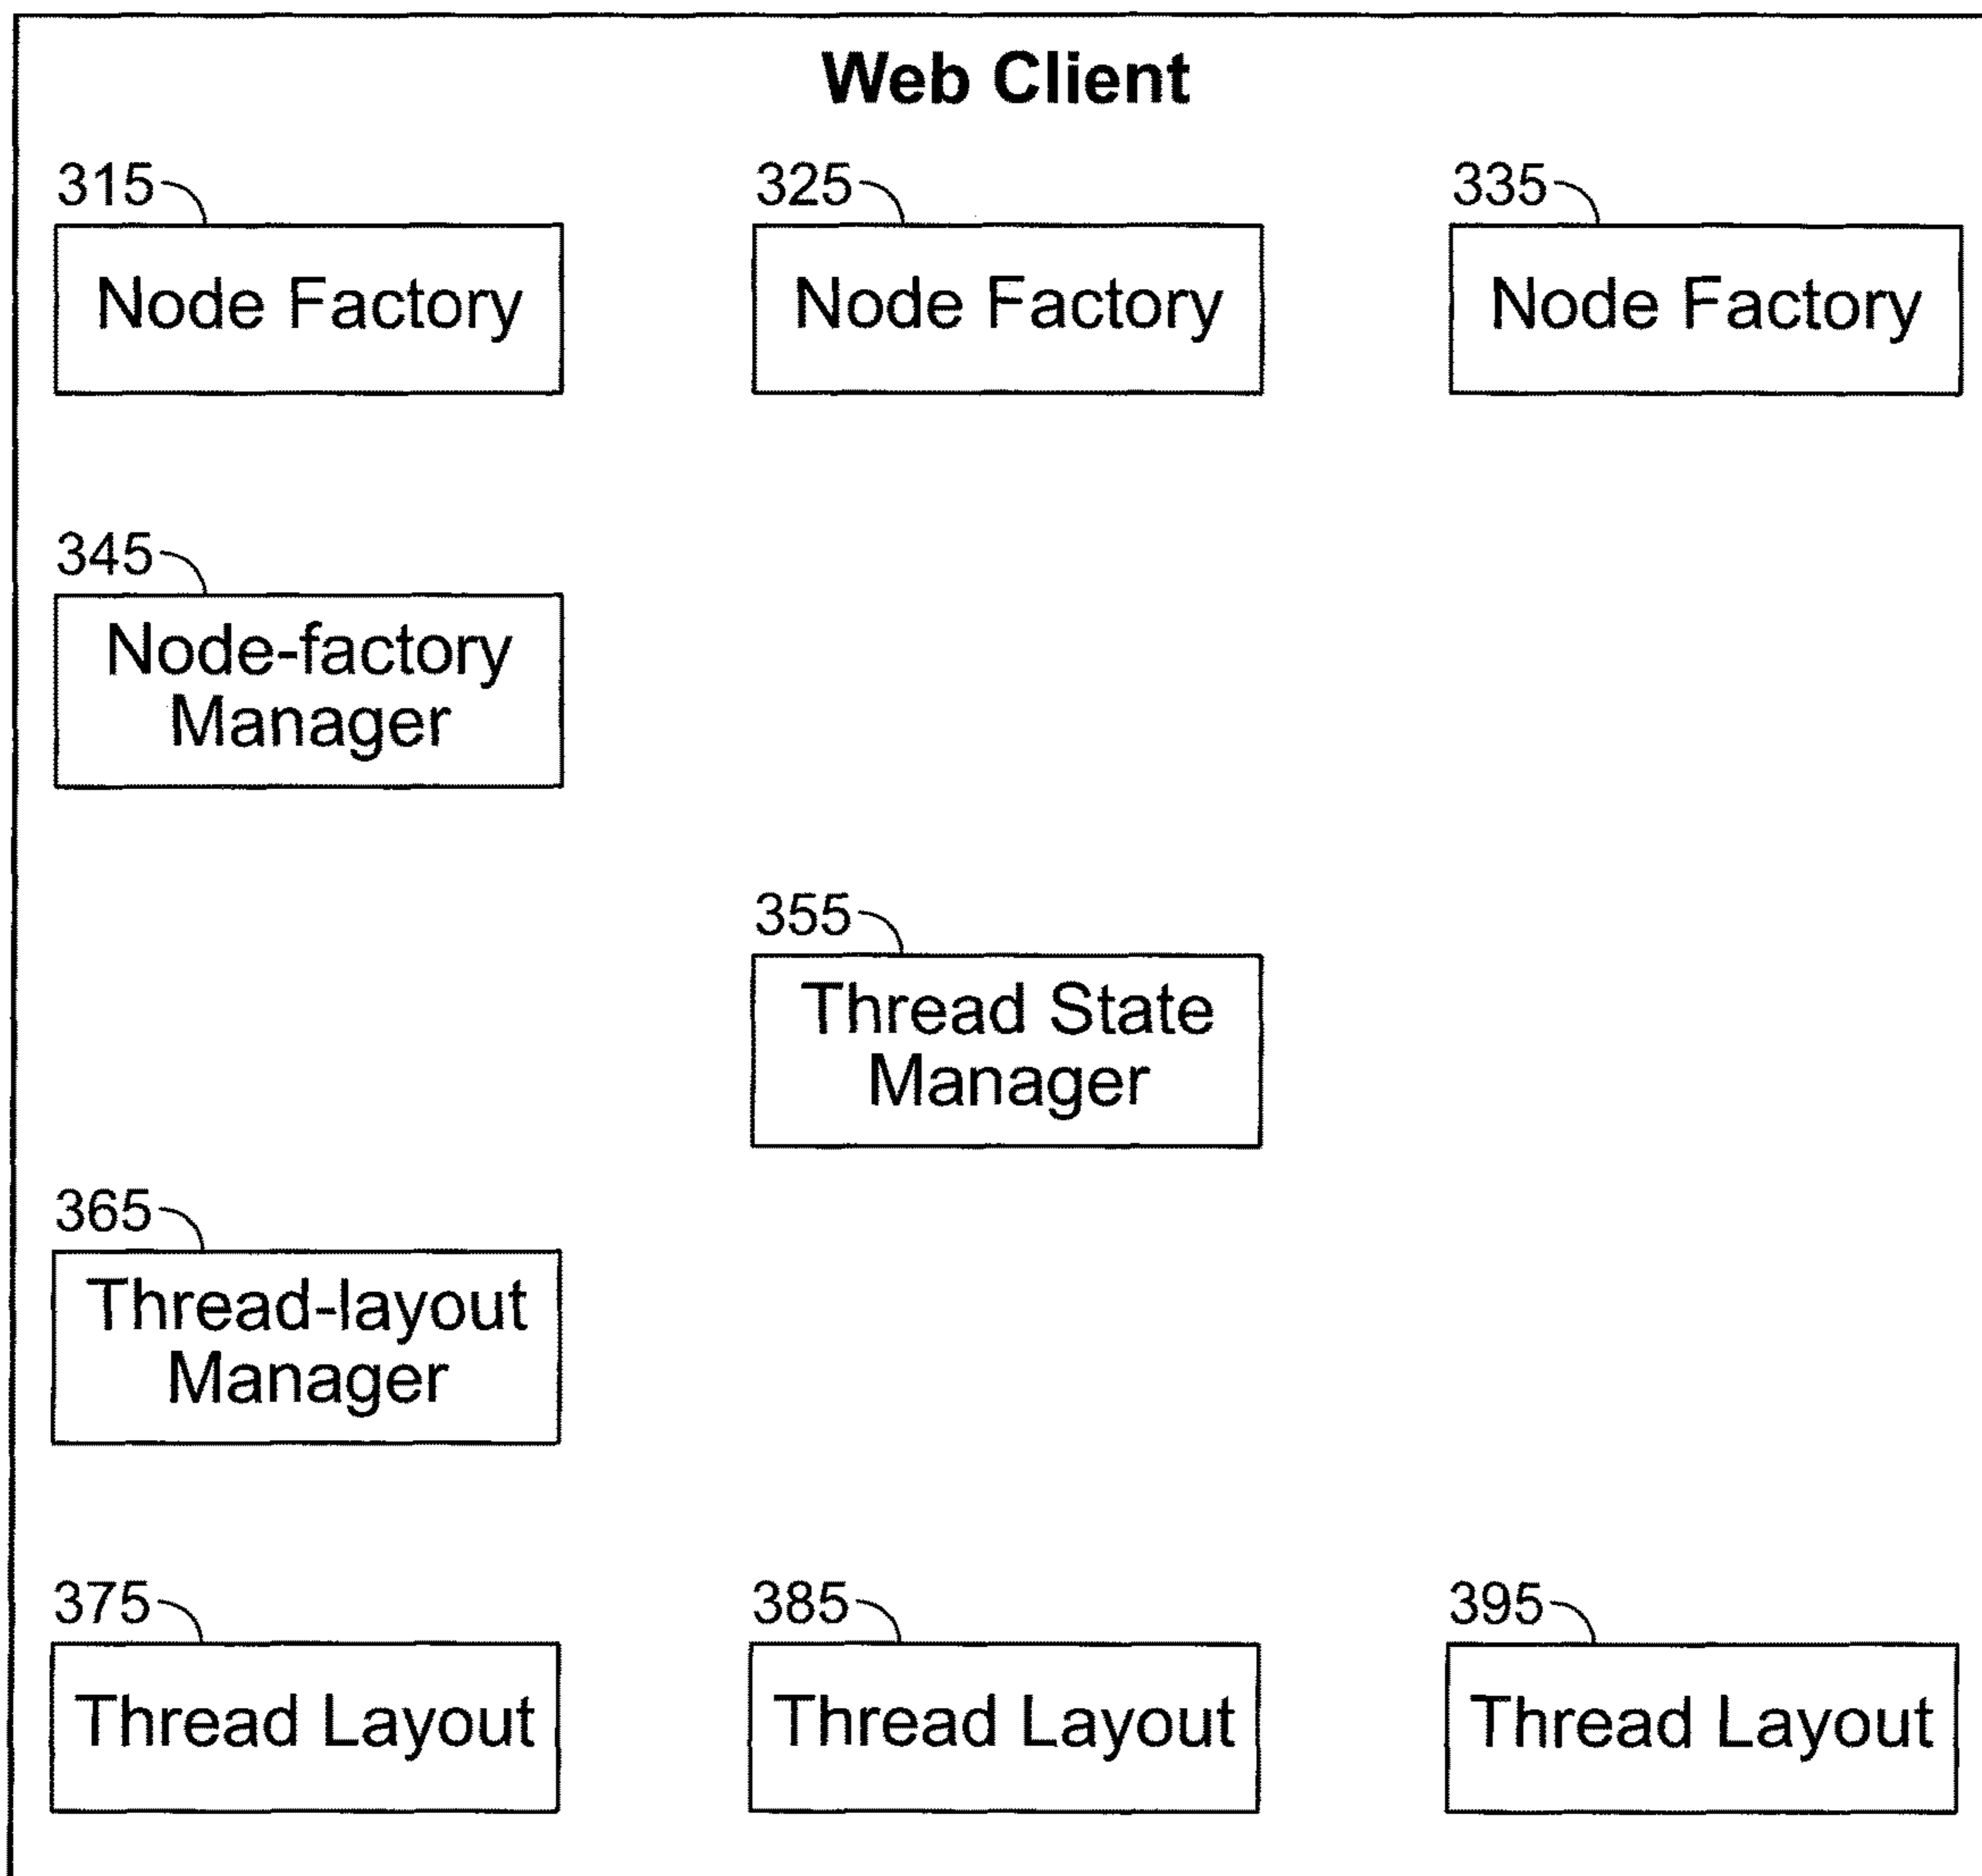 Web Client
315
325
335
Node Factory
Node Factory
Node Factory
345
Node-factory
Manager
355
Thread State
Manager
365
Thread-layout
Manager
375
385
395
Thread Layout
Thread Layout
Thread Layout